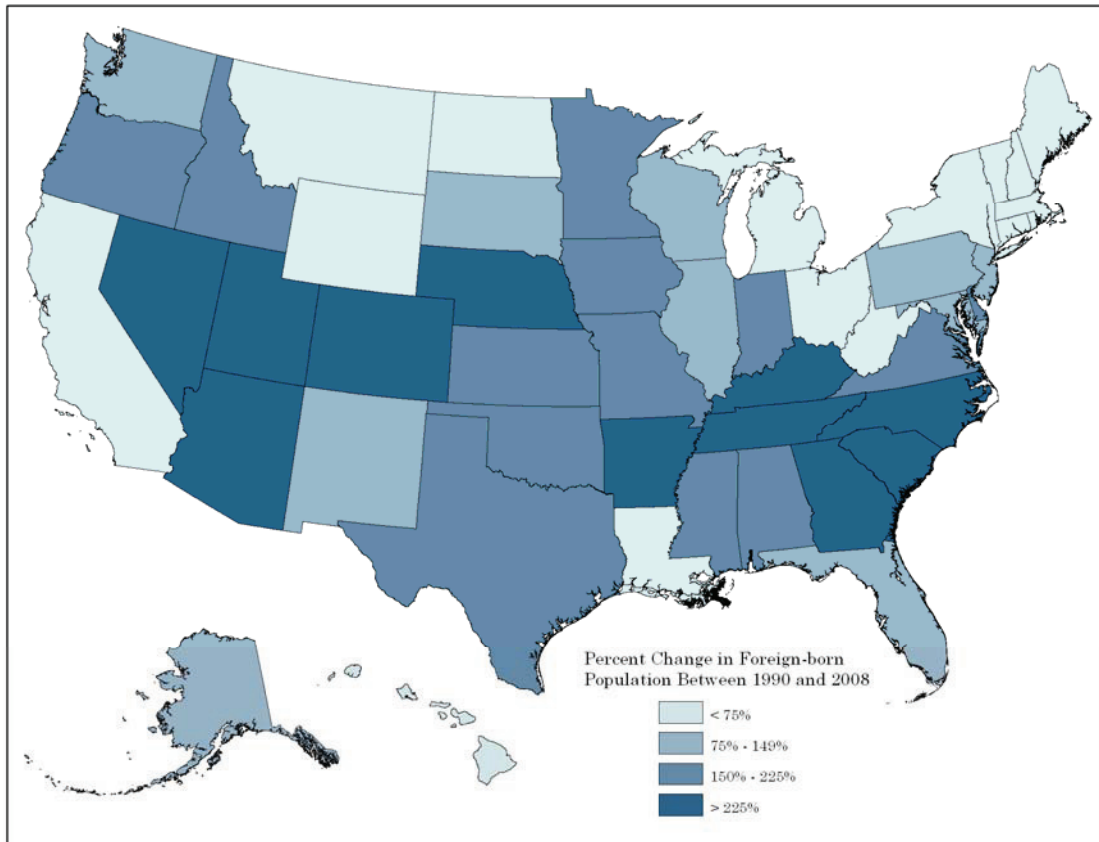 Percent Change in Foreign-born
Population Between 1990 and 2008
< 75%
75% - 149%
150% - 225%
> 225%